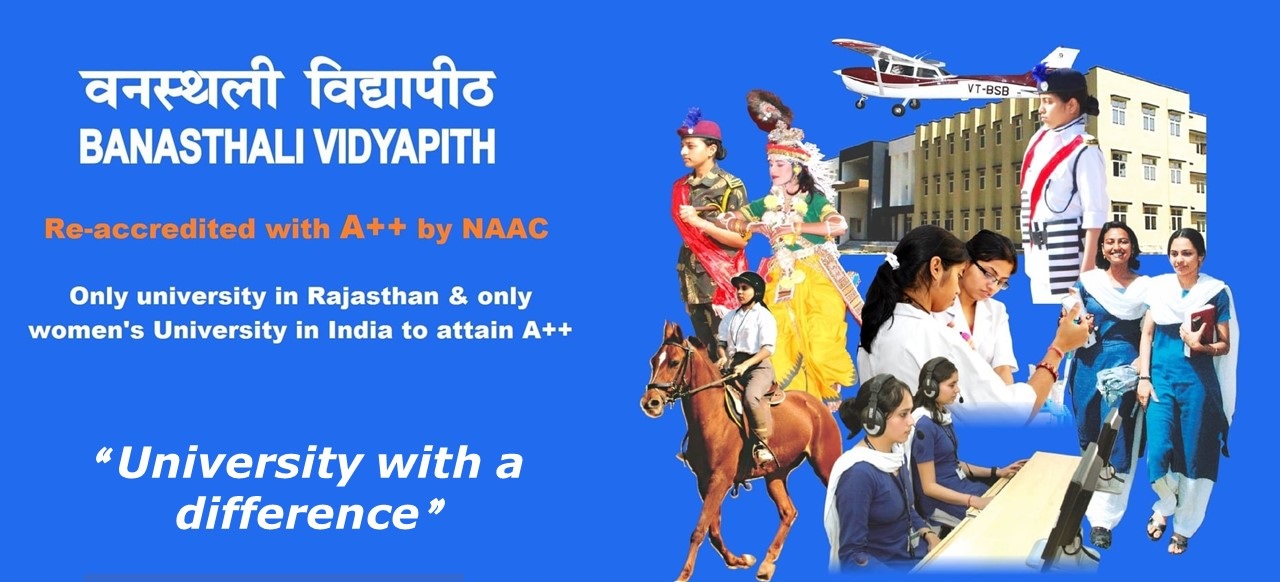 वनस्थली विद्यापीठ
BANASTHALI VIDYAPITH
Re-accredited with A++ by NAAC
Only university in Rajasthan & only
women's University in India to attain A++
“University with a
difference”
VT-BSB